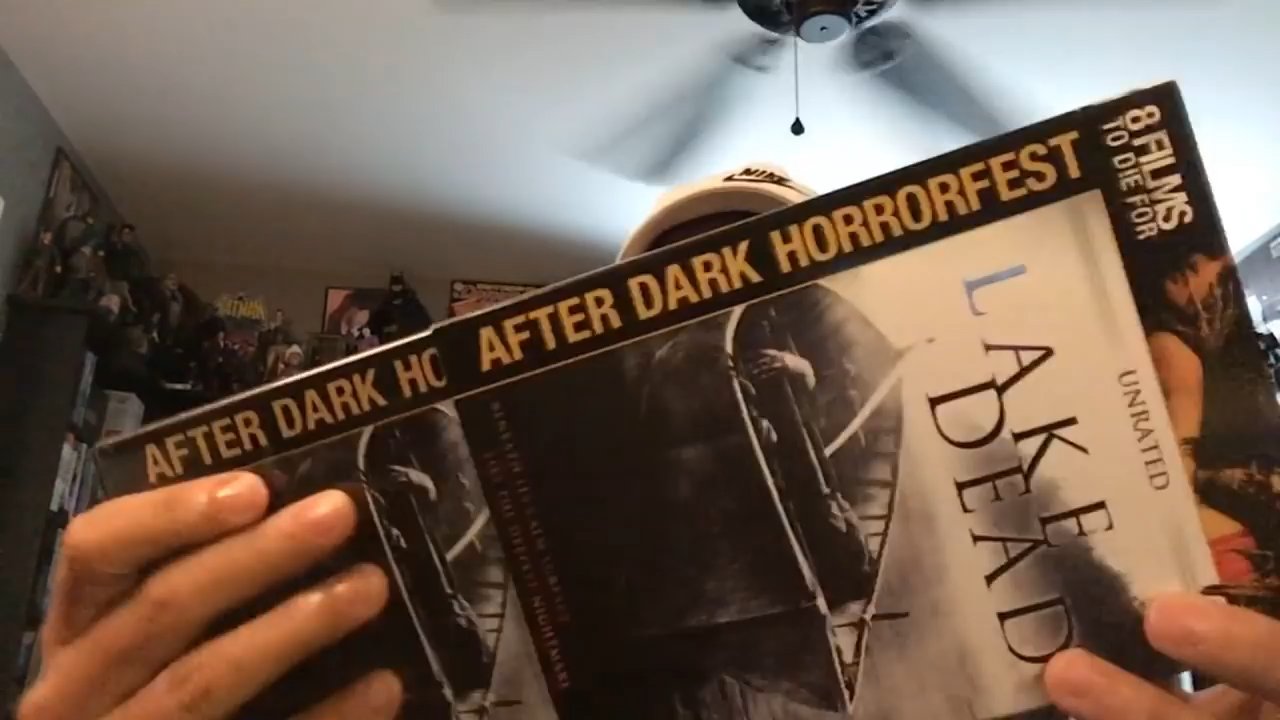 8 FILMS
TO DIE FOR
NIKE
AFTER DARK HORRORFEST
AFTER DARK HO
BATMAN
LAKE
DEAD
UNRATED